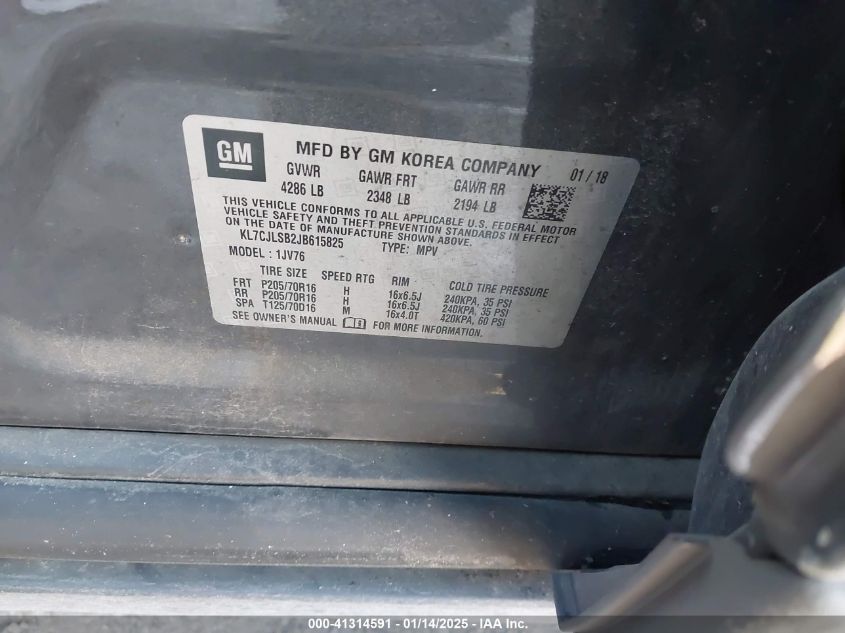 GM
MFD BY GM KOREA COMPANY 01 / 18
GVWR GAWR FRT GAWR RR
4286 LB 2348 LB 2194 LB
THIS VEHICLE CONFORMS TO ALL APPLICABLE U.S. FEDERAL MOTOR
VEHICLE SAFETY AND THEFT PREVENTION STANDARDS IN EFFECT
ON THE DATE OF MANUFACTURE SHOWN ABOVE.
KL7CJLSB2JB615825 TYPE: MPV
MODEL : 1JV76
TIRE SIZE SPEED RTG RIM COLD TIRE PRESSURE
FRT P205/70R16 H 16x6.5J 240KPA, 35 PSI
RR P205/70R16 H 16x6.5J 240KPA, 35 PSI
SPA T125/70D16 M 16x4.0T 420KPA, 60 PSI
SEE OWNER'S MANUAL FOR MORE INFORMATION.
000-41314591 - 01/14/2025 - IAA Inc.